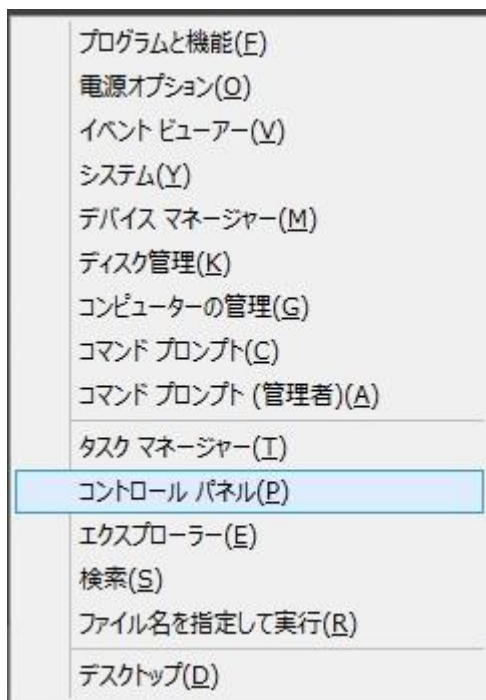 プログラムと機能(F)
電源オプション(O)
イベント ビューアー(V)
システム(Y)
デバイス マネージャー(M)
ディスク管理(K)
コンピューターの管理(G)
コマンド プロンプト(C)
コマンド プロンプト (管理者)(A)
タスク マネージャー(T)
コントロール パネル(P)
エクスプローラー(E)
検索(S)
ファイル名を指定して実行(R)
デスクトップ(D)